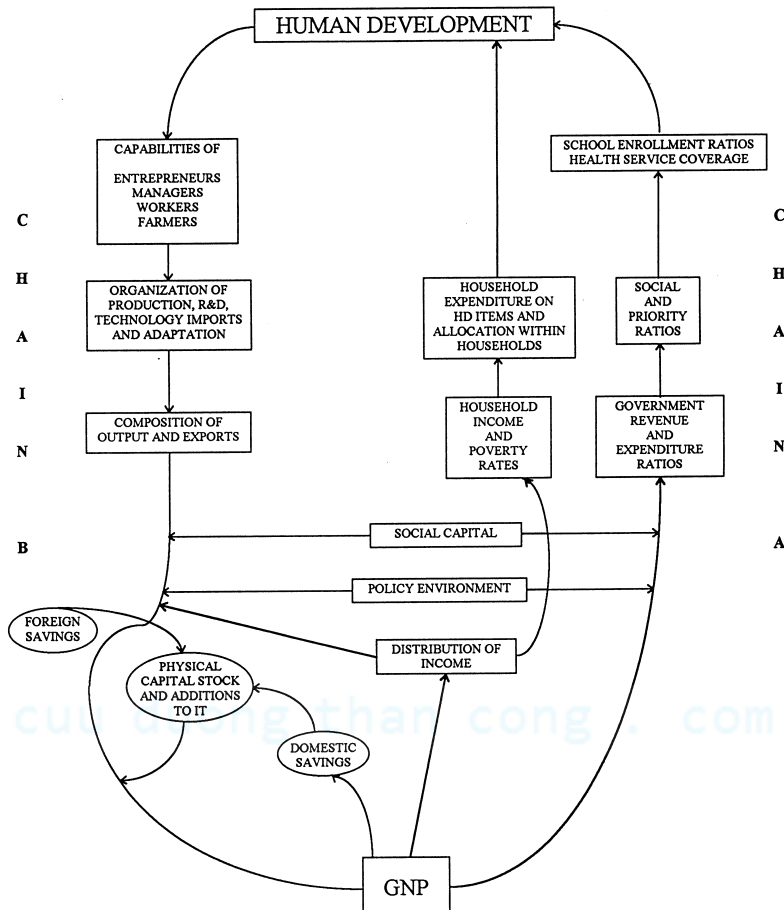 HUMAN DEVELOPMENT
CAPABILITIES OF
ENTREPRENEURS
MANAGERS
WORKERS
FARMERS
SCHOOL ENROLLMENT RATIOS
HEALTH SERVICE COVERAGE
C
H
A
I
N
B
C
H
A
I
N
A
ORGANIZATION OF
PRODUCTION, R&D,
TECHNOLOGY IMPORTS
AND ADAPTATION
HOUSEHOLD
EXPENDITURE ON
HD ITEMS AND
ALLOCATION WITHIN
HOUSEHOLDS
SOCIAL
AND
PRIORITY
RATIOS
COMPOSITION OF
OUTPUT AND EXPORTS
HOUSEHOLD
INCOME
AND
POVERTY
RATES
GOVERNMENT
REVENUE
AND
EXPENDITURE
RATIOS
SOCIAL CAPITAL
POLICY ENVIRONMENT
FOREIGN
SAVINGS
DISTRIBUTION OF
INCOME
PHYSICAL
CAPITAL STOCK
AND ADDITIONS
TO IT
cuu duong than cong . com
DOMESTIC
SAVINGS
GNP